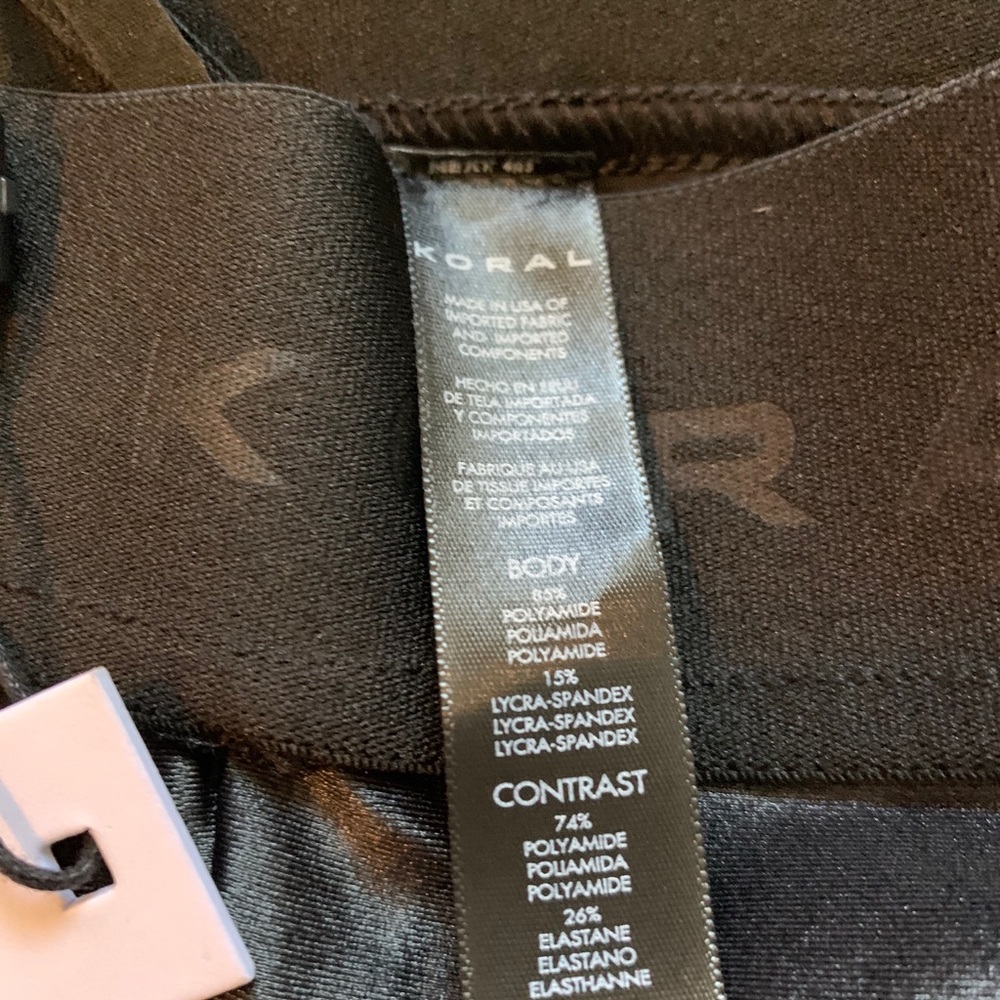 KORAL
MADE IN USA OF
IMPORTED FABRIC
AND IMPORTED
COMPONENTS
HECHO EN EEUU
DE TELA IMPORTADA
Y COMPONENTES
IMPORTADOS
FABRIQUE AU USA
DE TISSUE IMPORTES
ET COMPOSANTS
IMPORTES
BODY
85%
POLYAMIDE
POLIAMIDA
POLYAMIDE
15%
LYCRA-SPANDEX
LYCRA-SPANDEX
LYCRA-SPANDEX
CONTRAST
74%
POLYAMIDE
POLIAMIDA
POLYAMIDE
26%
ELASTANE
ELASTANO
ELASTHANNE
K R A